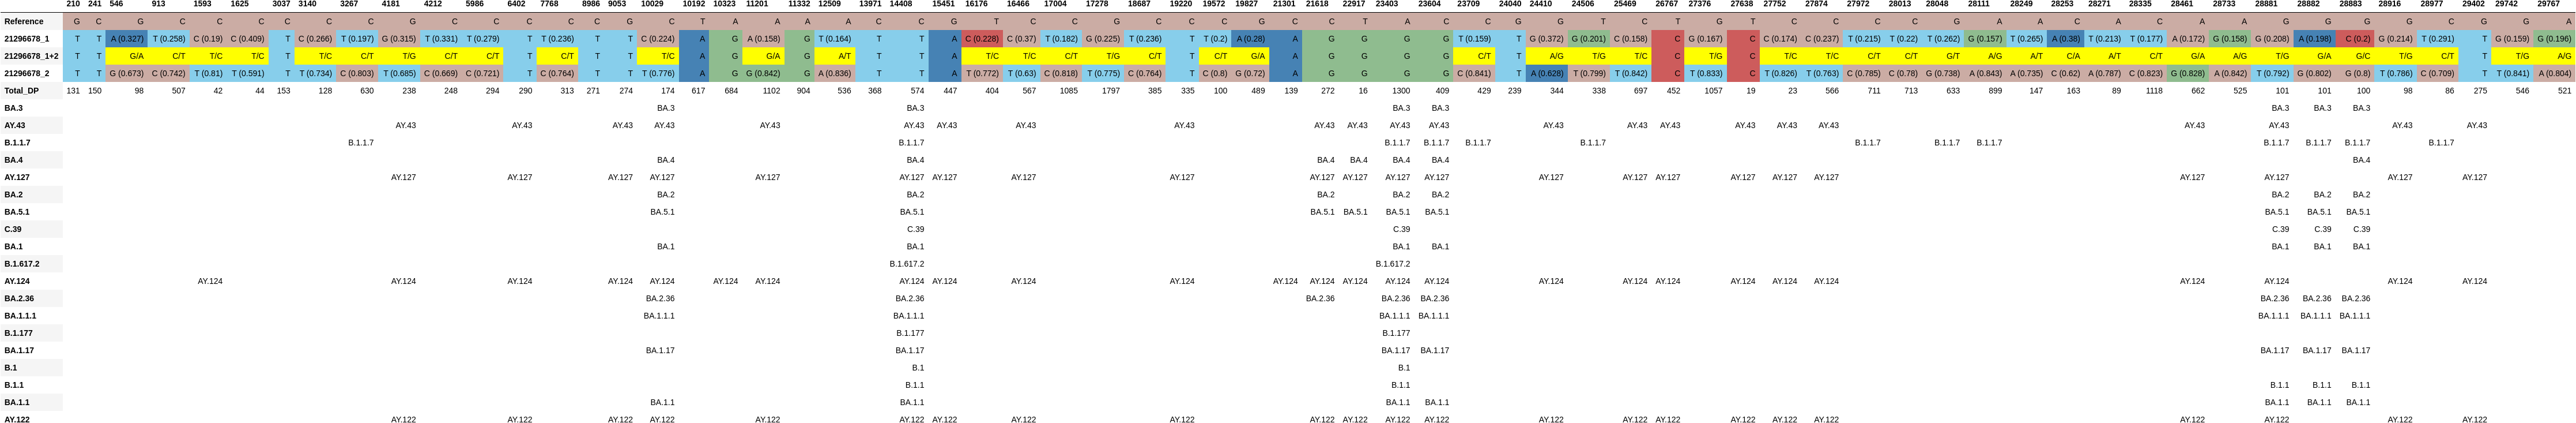 210 241 546 913 1593 1625 3037 3140 3267 4181 4212 5986 6402 7768 8986 9053 10029 10192 10323 11201 11332 12509 13971 14408 15451 16176 16466 17004 17278 18687 19220 19572 19827 21301 21618 22917 23403 23604 23709 24040 24410 24506 25469 26767 27376 27638 27752 27874 27972 28013 28048 28111 28249 28253 28271 28335 28461 28733 28881 28882 28883 28916 28977 29402 29742 29767
Reference G C G C C C C C C G C C C C C G C T A A A A C C G T C C G C C C G C C T A C C G G T C T G T C C C C G A A C A C A A G G G G C G G A
21296678_1 T T A (0.327) T (0.258) C (0.19) C (0.409) T C (0.266) T (0.197) G (0.315) T (0.331) T (0.279) T T (0.236) T T C (0.224) A G A (0.158) G T (0.164) T T A C (0.228) C (0.37) T (0.182) G (0.225) T (0.236) T T (0.2) A (0.28) A G G G G T (0.159) T G (0.372) G (0.201) C (0.158) C G (0.167) C C (0.174) C (0.237) T (0.215) T (0.22) T (0.262) G (0.157) T (0.265) A (0.38) T (0.213) T (0.177) A (0.172) G (0.158) G (0.208) A (0.198) C (0.2) G (0.214) T (0.291) T G (0.159) G (0.196)
21296678_1+2 T T G/A C/T T/C T/C T T/C C/T T/G C/T C/T T C/T T T T/C A G G/A G A/T T T A T/C T/C C/T T/G C/T T C/T G/A A G G G G C/T T A/G T/G T/C C T/G C T/C T/C C/T C/T G/T A/G A/T C/A A/T C/T G/A A/G T/G G/A G/C T/G C/T T T/G A/G
21296678_2 T T G (0.673) C (0.742) T (0.81) T (0.591) T T (0.734) C (0.803) T (0.685) C (0.669) C (0.721) T C (0.764) T T T (0.776) A G G (0.842) G A (0.836) T T A T (0.772) T (0.63) C (0.818) T (0.775) C (0.764) T C (0.8) G (0.72) A G G G G C (0.841) T A (0.628) T (0.799) T (0.842) C T (0.833) C T (0.826) T (0.763) C (0.785) C (0.78) G (0.738) A (0.843) A (0.735) C (0.62) A (0.787) C (0.823) G (0.828) A (0.842) T (0.792) G (0.802) G (0.8) T (0.786) C (0.709) T T (0.841) A (0.804)
Total_DP 131 150 98 507 42 44 153 128 630 238 248 294 290 313 271 274 174 617 684 1102 904 536 368 574 447 404 567 1085 1797 385 335 100 489 139 272 16 1300 409 429 239 344 338 697 452 1057 19 23 566 711 713 633 899 147 163 89 1118 662 525 101 101 100 98 86 275 546 521
BA.3 BA.3 BA.3 BA.3 BA.3 BA.3 BA.3 BA.3
AY.43 AY.43 AY.43 AY.43 AY.43 AY.43 AY.43 AY.43 AY.43 AY.43 AY.43 AY.43 AY.43 AY.43 AY.43 AY.43 AY.43 AY.43 AY.43 AY.43 AY.43 AY.43 AY.43 AY.43
B.1.1.7 B.1.1.7 B.1.1.7 B.1.1.7 B.1.1.7 B.1.1.7 B.1.1.7 B.1.1.7 B.1.1.7 B.1.1.7 B.1.1.7 B.1.1.7 B.1.1.7 B.1.1.7
BA.4 BA.4 BA.4 BA.4 BA.4 BA.4 BA.4 BA.4
AY.127 AY.127 AY.127 AY.127 AY.127 AY.127 AY.127 AY.127 AY.127 AY.127 AY.127 AY.127 AY.127 AY.127 AY.127 AY.127 AY.127 AY.127 AY.127 AY.127 AY.127 AY.127 AY.127 AY.127
BA.2 BA.2 BA.2 BA.2 BA.2 BA.2 BA.2 BA.2 BA.2
BA.5.1 BA.5.1 BA.5.1 BA.5.1 BA.5.1 BA.5.1 BA.5.1 BA.5.1 BA.5.1 BA.5.1
C.39 C.39 C.39 C.39 C.39 C.39
BA.1 BA.1 BA.1 BA.1 BA.1 BA.1 BA.1 BA.1
B.1.617.2 B.1.617.2 B.1.617.2
AY.124 AY.124 AY.124 AY.124 AY.124 AY.124 AY.124 AY.124 AY.124 AY.124 AY.124 AY.124 AY.124 AY.124 AY.124 AY.124 AY.124 AY.124 AY.124 AY.124 AY.124 AY.124 AY.124 AY.124 AY.124 AY.124 AY.124
BA.2.36 BA.2.36 BA.2.36 BA.2.36 BA.2.36 BA.2.36 BA.2.36 BA.2.36 BA.2.36
BA.1.1.1 BA.1.1.1 BA.1.1.1 BA.1.1.1 BA.1.1.1 BA.1.1.1 BA.1.1.1 BA.1.1.1
B.1.177 B.1.177 B.1.177
BA.1.17 BA.1.17 BA.1.17 BA.1.17 BA.1.17 BA.1.17 BA.1.17 BA.1.17
B.1 B.1 B.1
B.1.1 B.1.1 B.1.1 B.1.1 B.1.1 B.1.1
BA.1.1 BA.1.1 BA.1.1 BA.1.1 BA.1.1 BA.1.1 BA.1.1 BA.1.1
AY.122 AY.122 AY.122 AY.122 AY.122 AY.122 AY.122 AY.122 AY.122 AY.122 AY.122 AY.122 AY.122 AY.122 AY.122 AY.122 AY.122 AY.122 AY.122 AY.122 AY.122 AY.122 AY.122 AY.122